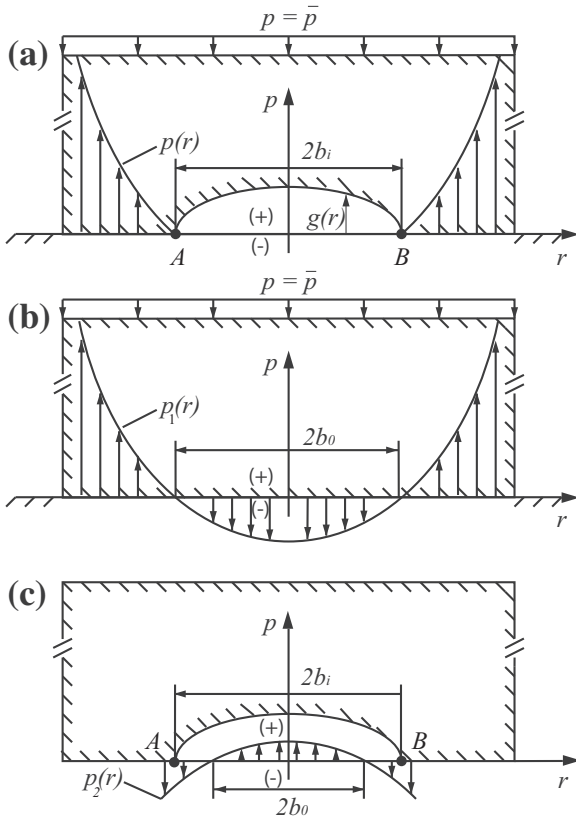 p = p̄
(a)
p
2bᵢ
p(r)
(+)
g(r)
(-)
A
B
r
p = p̄
(b)
p
p₁(r)
2b₀
(+)
(-)
r
(c)
p
2bᵢ
A
B
(+)
p₂(r)
(-)
r
2b₀